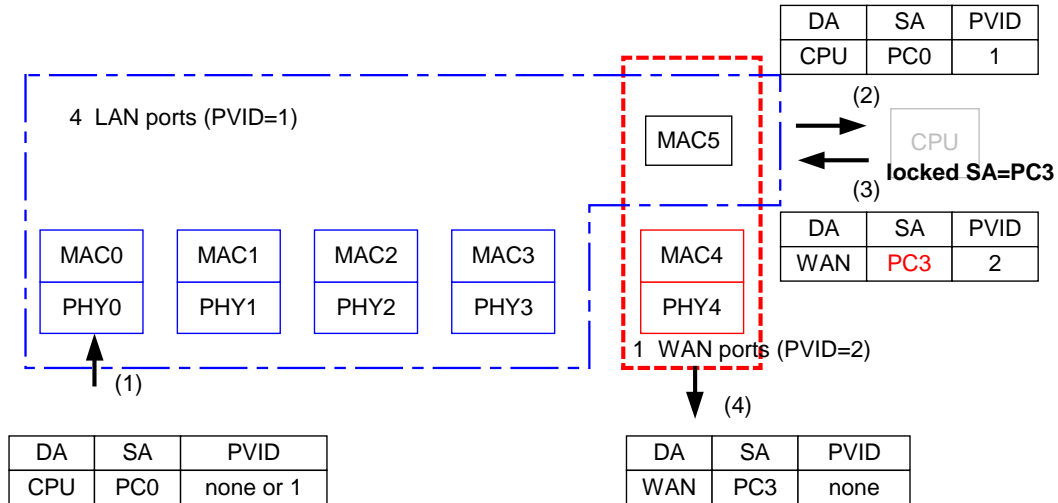 DA SA PVID
CPU PC0 1
4 LAN ports (PVID=1)
(2)
MAC5
CPU
locked SA=PC3
(3)
DA SA PVID
WAN PC3 2
MAC0 MAC1 MAC2 MAC3 MAC4
PHY0 PHY1 PHY2 PHY3 PHY4
1 WAN ports (PVID=2)
(1)
(4)
DA SA PVID
CPU PC0 none or 1
DA SA PVID
WAN PC3 none